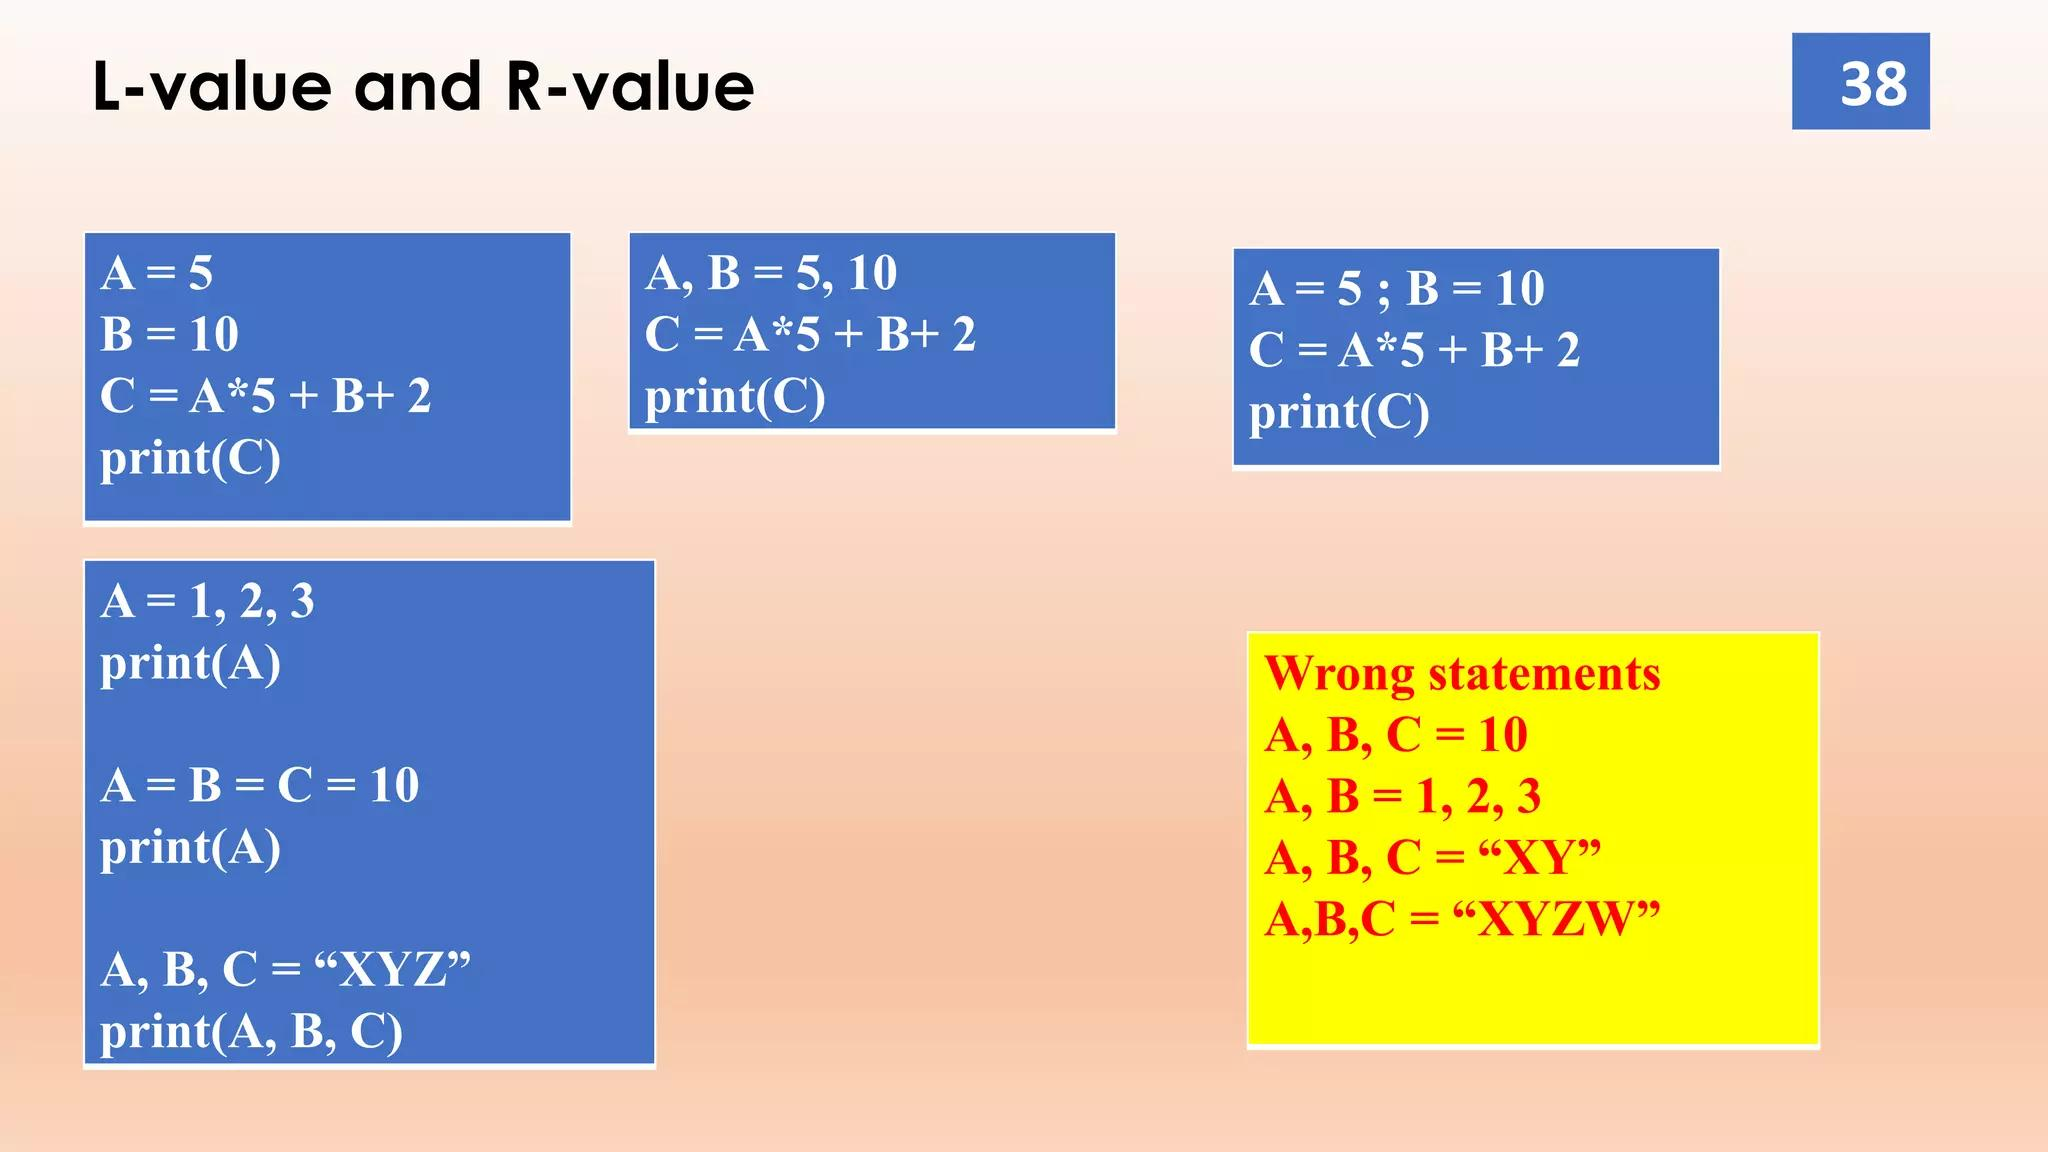 L-value and R-value
38
A = 5
B = 10
C = A*5 + B+ 2
print(C)
A, B = 5, 10
C = A*5 + B+ 2
print(C)
A = 5 ; B = 10
C = A*5 + B+ 2
print(C)
A = 1, 2, 3
print(A)
A = B = C = 10
print(A)
A, B, C = “XYZ”
print(A, B, C)
Wrong statements
A, B, C = 10
A, B = 1, 2, 3
A, B, C = “XY”
A,B,C = “XYZW”